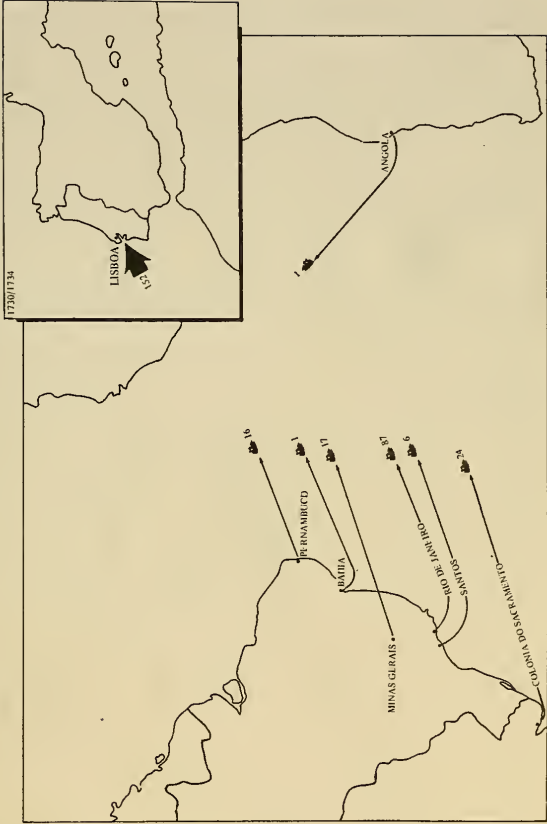 1730/1734
LISBOA
152
ANGOLA
1
16
PERNAMBUCO
1
BAHIA
17
MINAS GERAIS
87
RIO DE JANEIRO
6
SANTOS
24
COLONIA DO SACRAMENTO